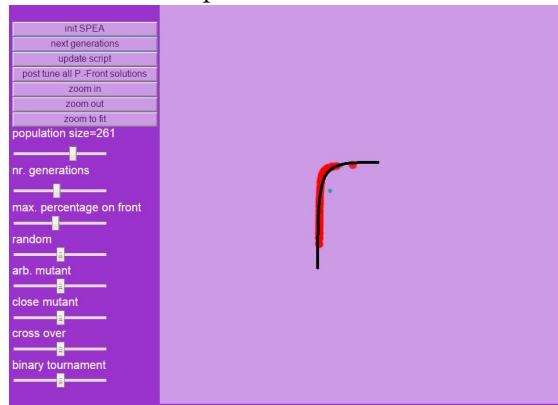 init SPEA
next generations
update script
post tune all P.-Front solutions
zoom in
zoom out
zoom to fit
population size=261
nr. generations
max. percentage on front
random
arb. mutant
close mutant
cross over
binary tournament